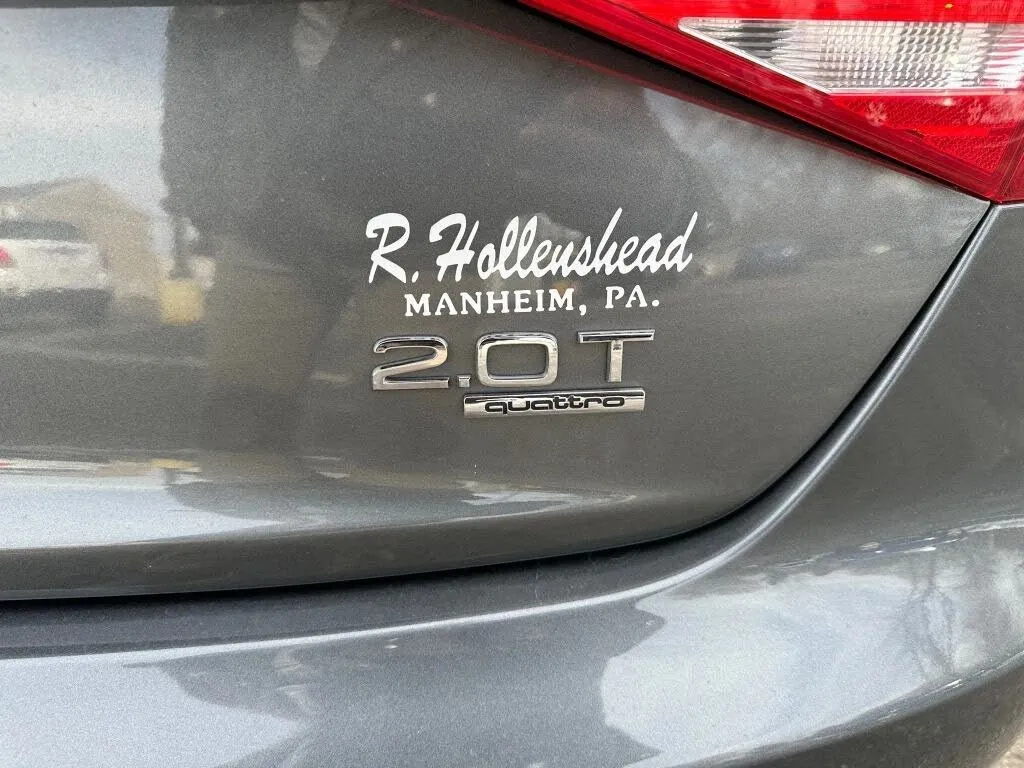 R. Hollenshead
MANHEIM, PA.
2.0T
quattro